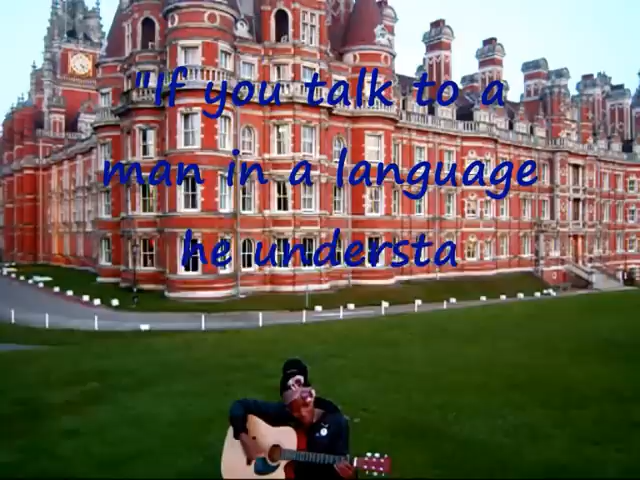 "If you talk to a
man in a language
he understa